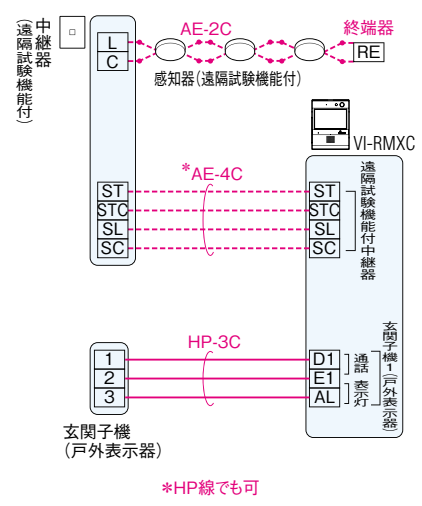 中継器
(遠隔試験機能付)
L
C
AE-2C
終端器
RE
感知器(遠隔試験機能付)
VI-RMXC
*AE-4C
ST
STC
SL
SC
ST
STC
SL
SC
遠隔試験機能付中継器
HP-3C
1
2
3
D1
E1
AL
通話
表示灯
玄関子機1(戸外表示器)
玄関子機
(戸外表示器)
*HP線でも可